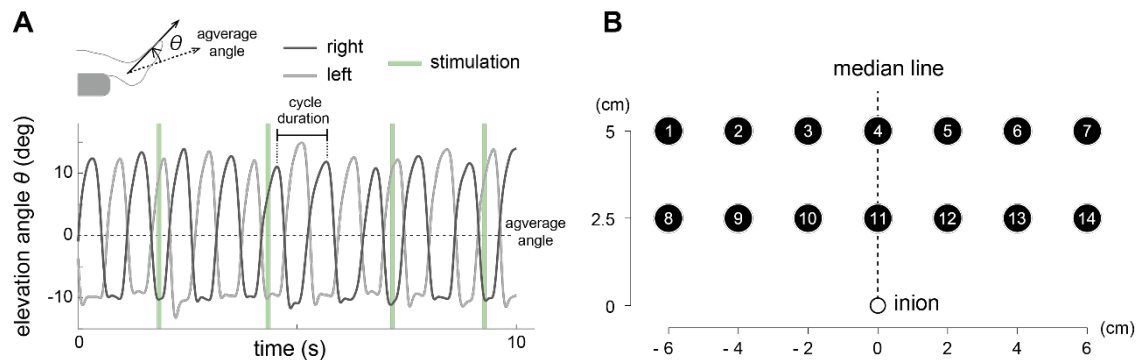 A
θ
agverage
angle
right
left
stimulation
cycle
duration
elevation angle θ (deg)
10
0
-10
agverage
angle
0
time (s)
10
B
median line
(cm)
5
2.5
0
1 2 3 4 5 6 7
8 9 10 11 12 13 14
inion
- 6 - 4 - 2 0 2 4 6
(cm)